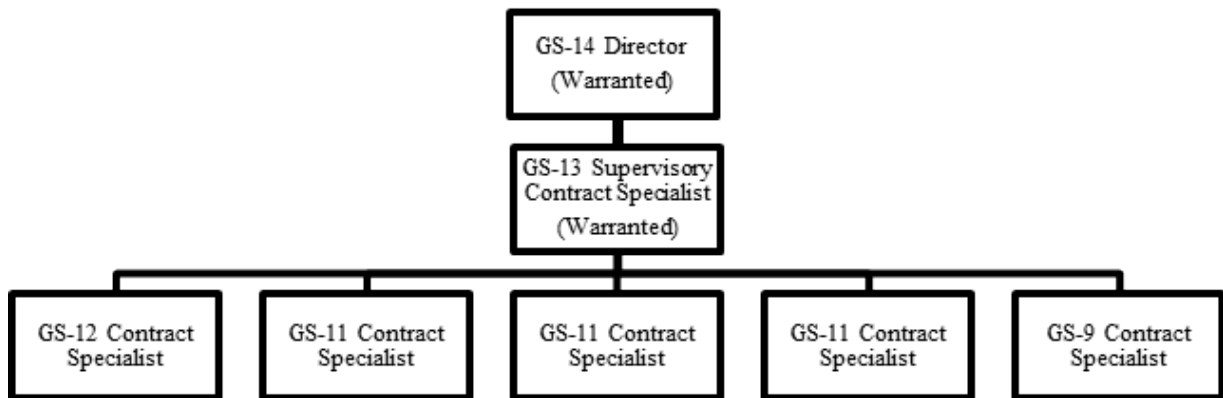 GS-14 Director
(Warranted)
GS-13 Supervisory
Contract Specialist
(Warranted)
GS-12 Contract
Specialist
GS-11 Contract
Specialist
GS-11 Contract
Specialist
GS-11 Contract
Specialist
GS-9 Contract
Specialist